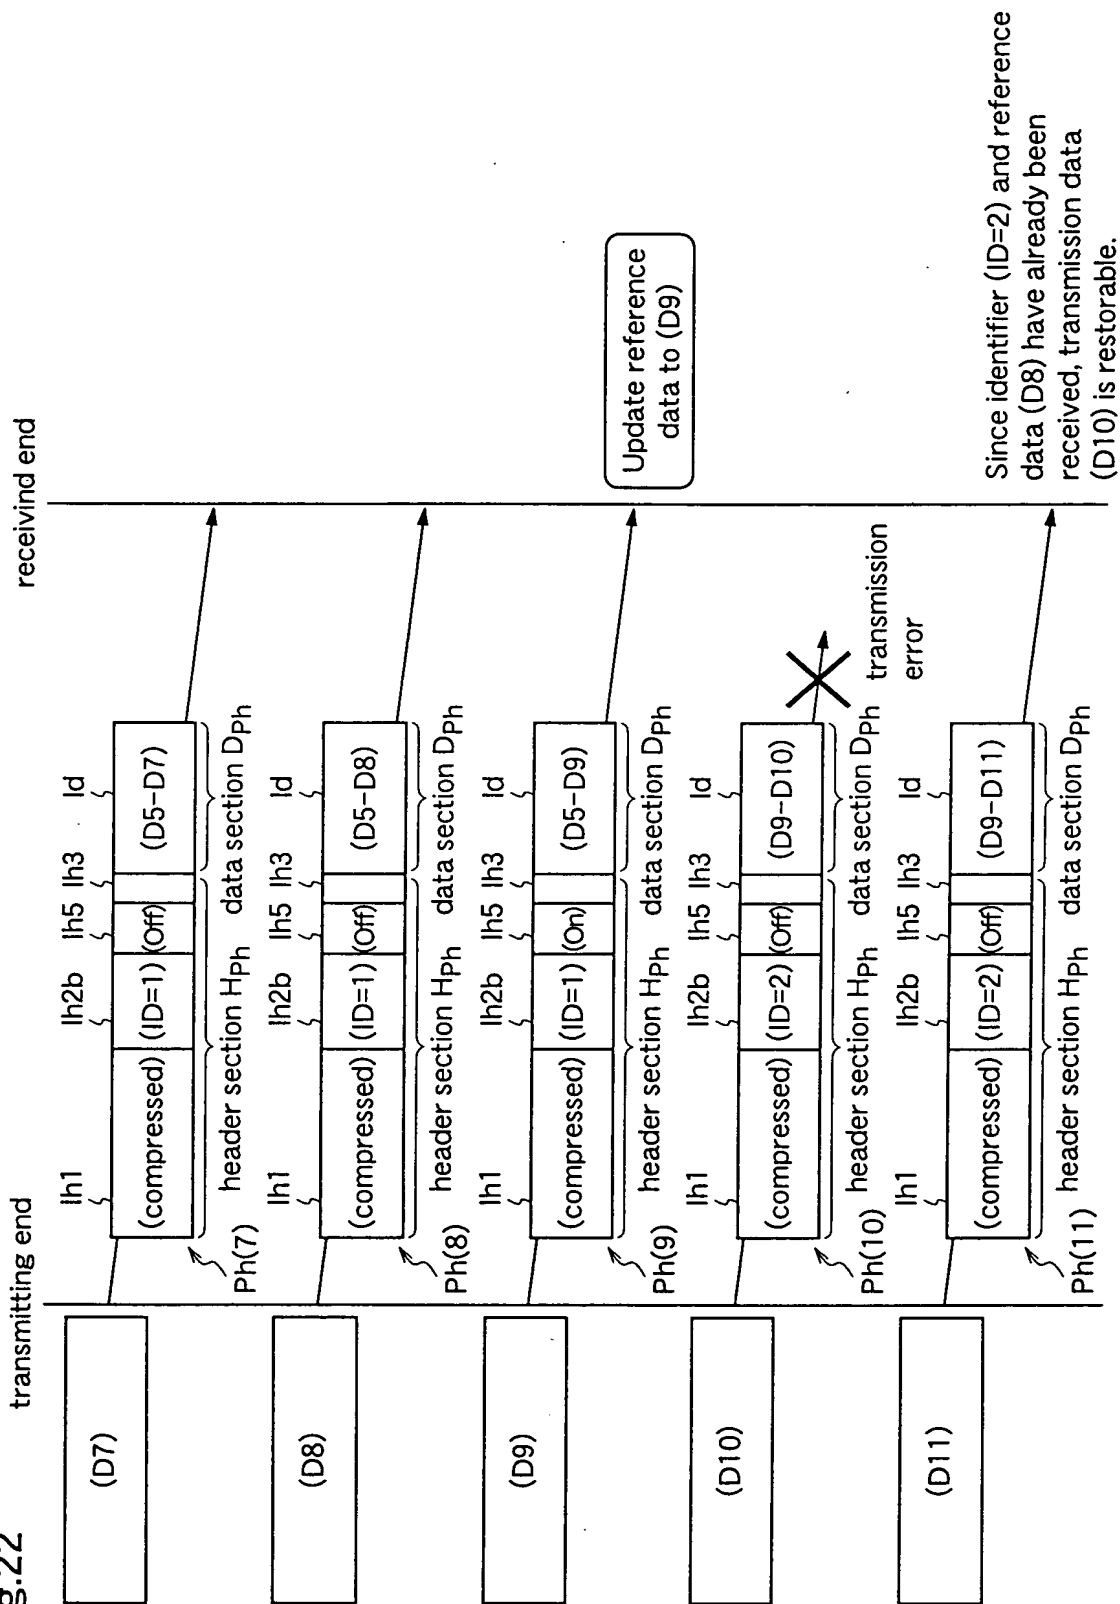 g.22
transmitting end
receivind end
(D7)
Ih1 Ih2b Ih5 Ih3 Id
(compressed) (ID=1) (Off) (D5-D7)
Ph(7) header section HPh data section DPh
(D8)
Ih1 Ih2b Ih5 Ih3 Id
(compressed) (ID=1) (Off) (D5-D8)
Ph(8) header section HPh data section DPh
(D9)
Ih1 Ih2b Ih5 Ih3 Id
(compressed) (ID=1) (On) (D5-D9)
Ph(9) header section HPh data section DPh
Update reference
data to (D9)
(D10)
Ih1 Ih2b Ih5 Ih3 Id
(compressed) (ID=2) (Off) (D9-D10)
Ph(10) header section HPh data section DPh
transmission
error
(D11)
Ih1 Ih2b Ih5 Ih3 Id
(compressed) (ID=2) (Off) (D9-D11)
Ph(11) header section HPh data section DPh
Since identifier (ID=2) and reference
data (D8) have already been
received, transmission data
(D10) is restorable.